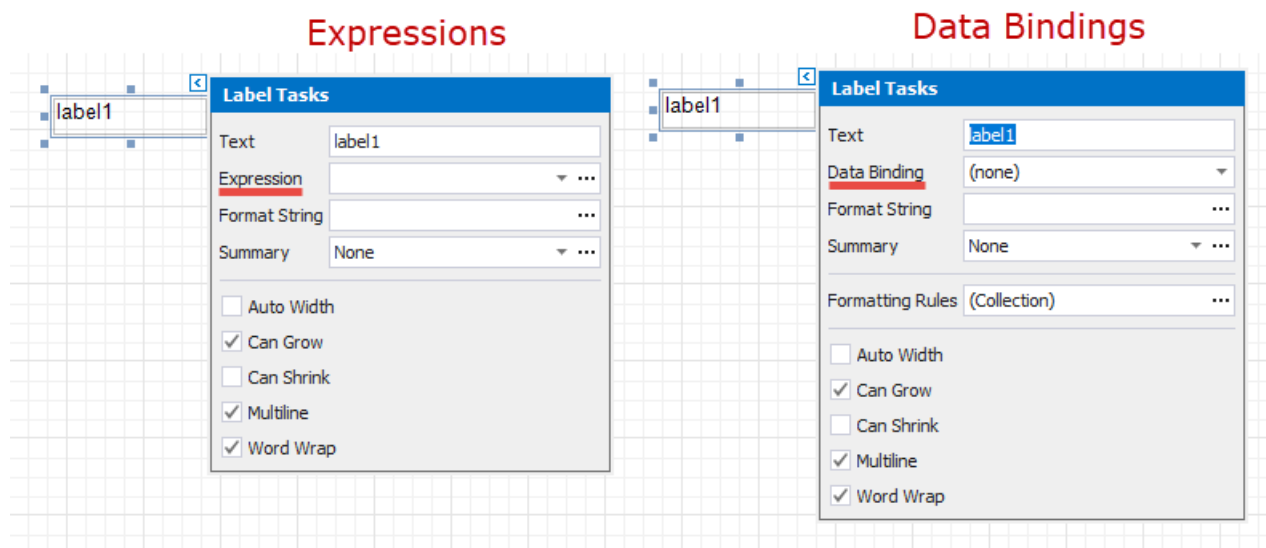 Expressions
label1
Label Tasks
Text label1
Expression
Format String
Summary None
Auto Width
Can Grow
Can Shrink
Multiline
Word Wrap
Data Bindings
label1
Label Tasks
Text label1
Data Binding (none)
Format String
Summary None
Formatting Rules (Collection)
Auto Width
Can Grow
Can Shrink
Multiline
Word Wrap